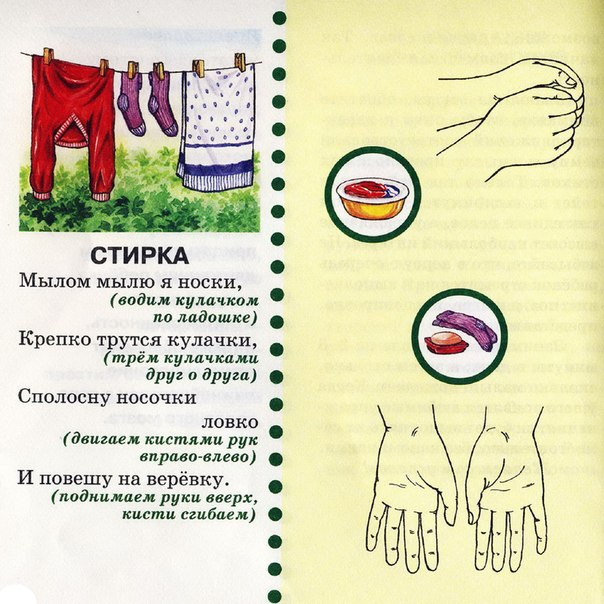 СТИРКА
Мылом мылю я носки,
(водим кулачком
по ладошке)
Крепко трутся кулачки,
(трём кулачками
друг о друга)
Сполосну носочки
ловко
(двигаем кистями рук
вправо-влево)
И повешу на верёвку.
(поднимаем руки вверх,
кисти сгибаем)